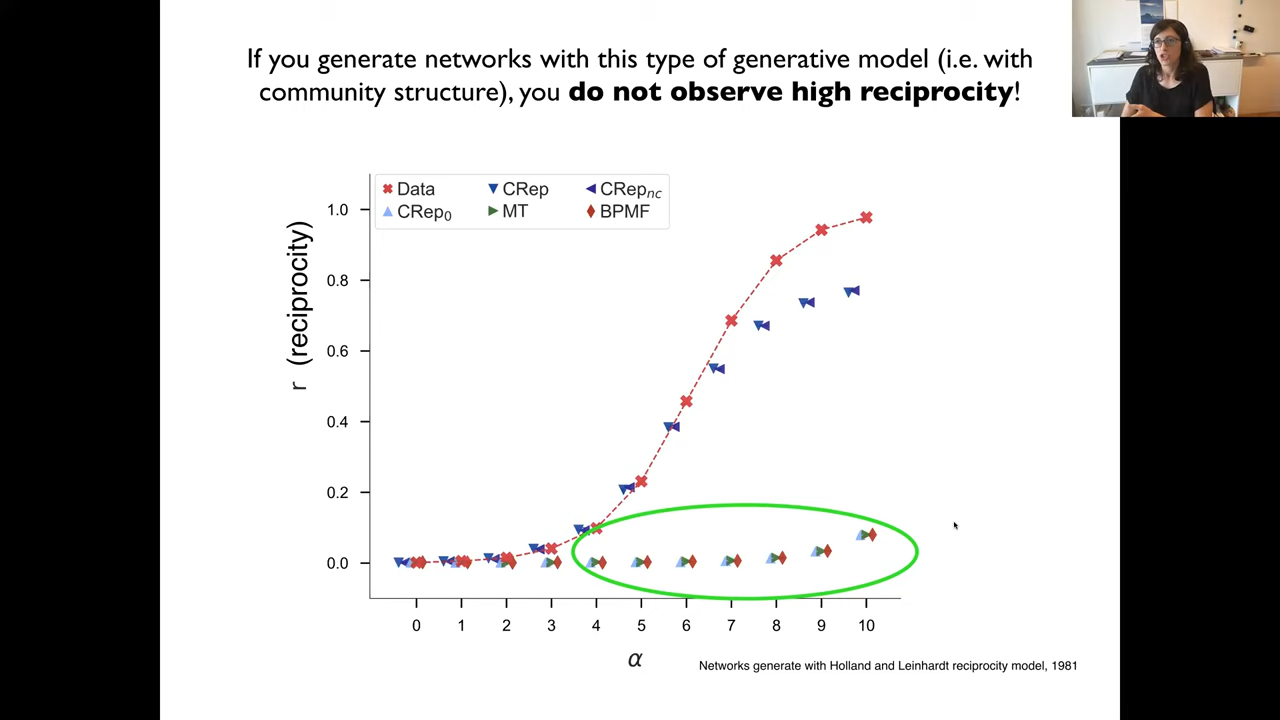 If you generate networks with this type of generative model (i.e. with
community structure), you do not observe high reciprocity!
Data CRep CRepnc
CRep0 MT BPMF
r (reciprocity)
1.0
0.8
0.6
0.4
0.2
0.0
0 1 2 3 4 5 6 7 8 9 10
α
Networks generate with Holland and Leinhardt reciprocity model, 1981